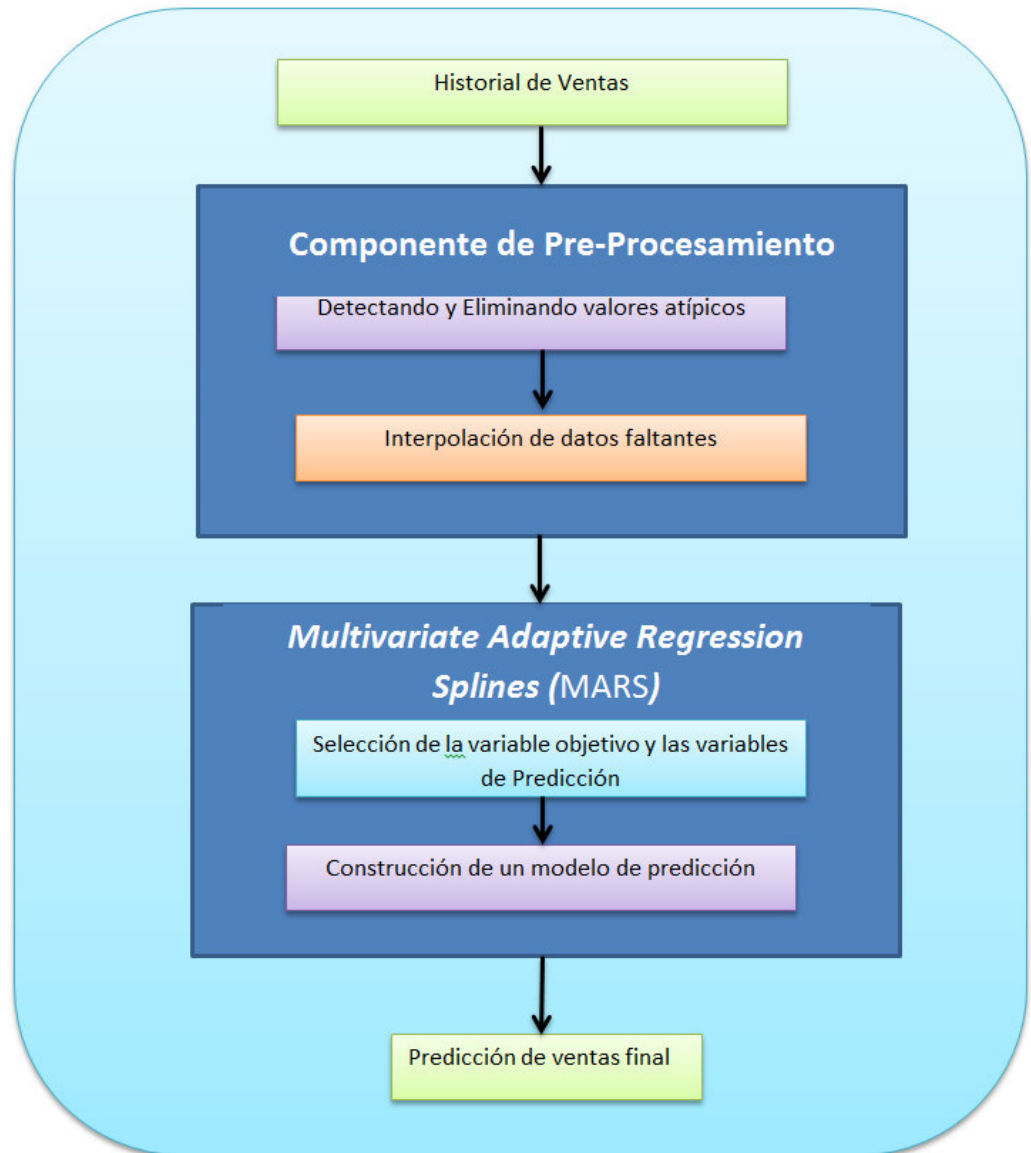 Historial de Ventas
Componente de Pre-Procesamiento
Detectando y Eliminando valores atípicos
Interpolación de datos faltantes
Multivariate Adaptive Regression
Splines (MARS)
Selección de la variable objetivo y las variables
de Predicción
Construcción de un modelo de predicción
Predicción de ventas final